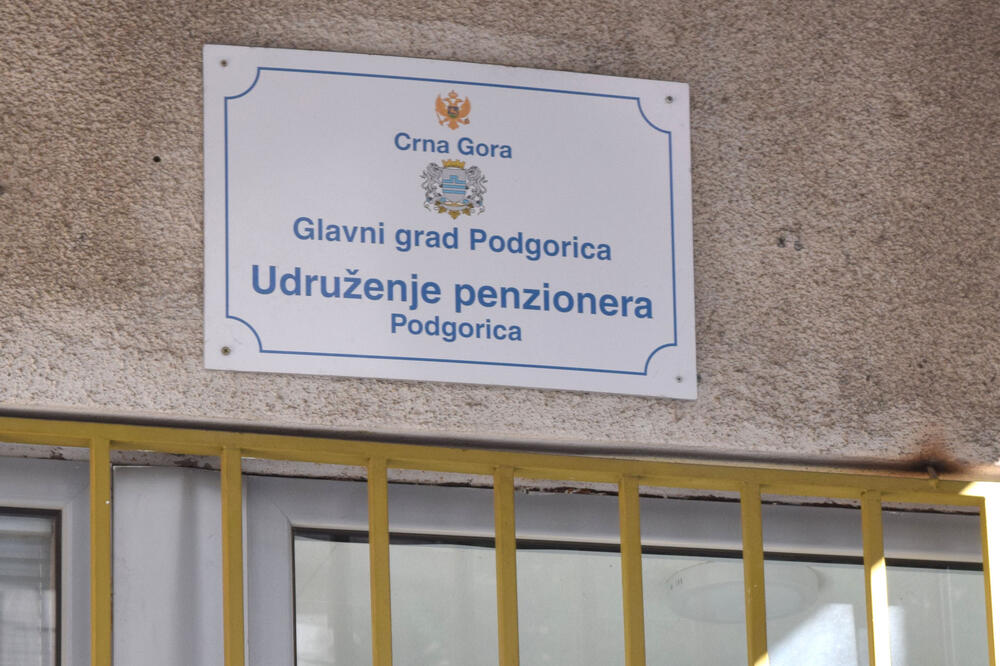 Crna Gora
Glavni grad Podgorica
Udruženje penzionera
Podgorica